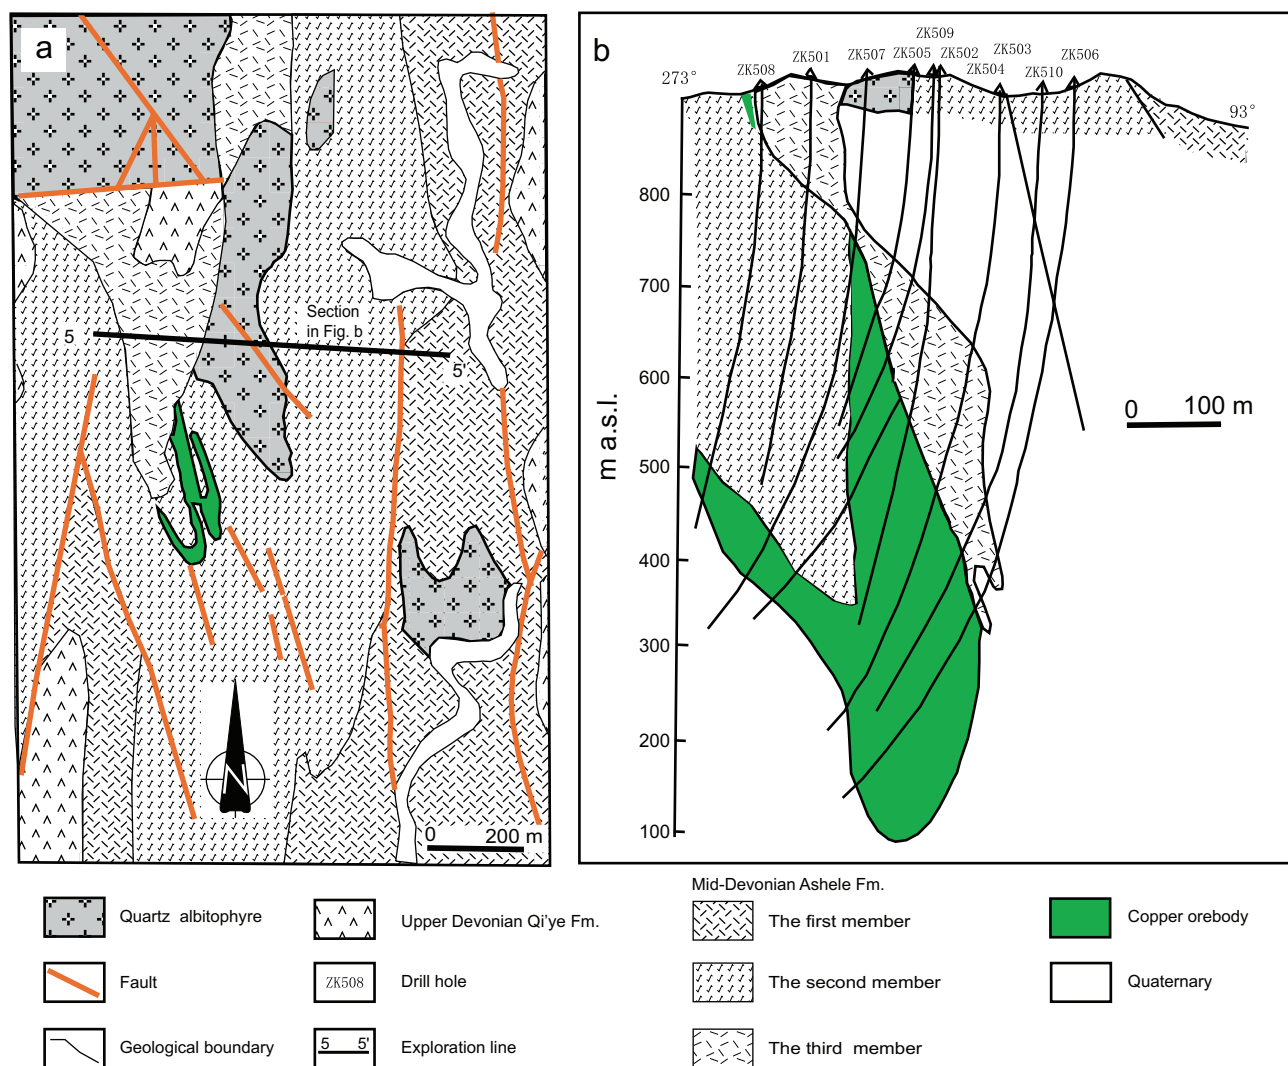 a
Section
in Fig. b
5
5'
0 200 m
b
ZK509
ZK508 ZK501 ZK507 ZK505 ZK502 ZK503 ZK506
ZK504 ZK510
273°
93°
800
700
600
500
400
300
200
100
m a.s.l.
0 100 m
Mid-Devonian Ashele Fm.
Quartz albitophyre
Upper Devonian Qi'ye Fm.
The first member
Copper orebody
Fault
ZK508
Drill hole
The second member
Quaternary
Geological boundary
5 5'
Exploration line
The third member